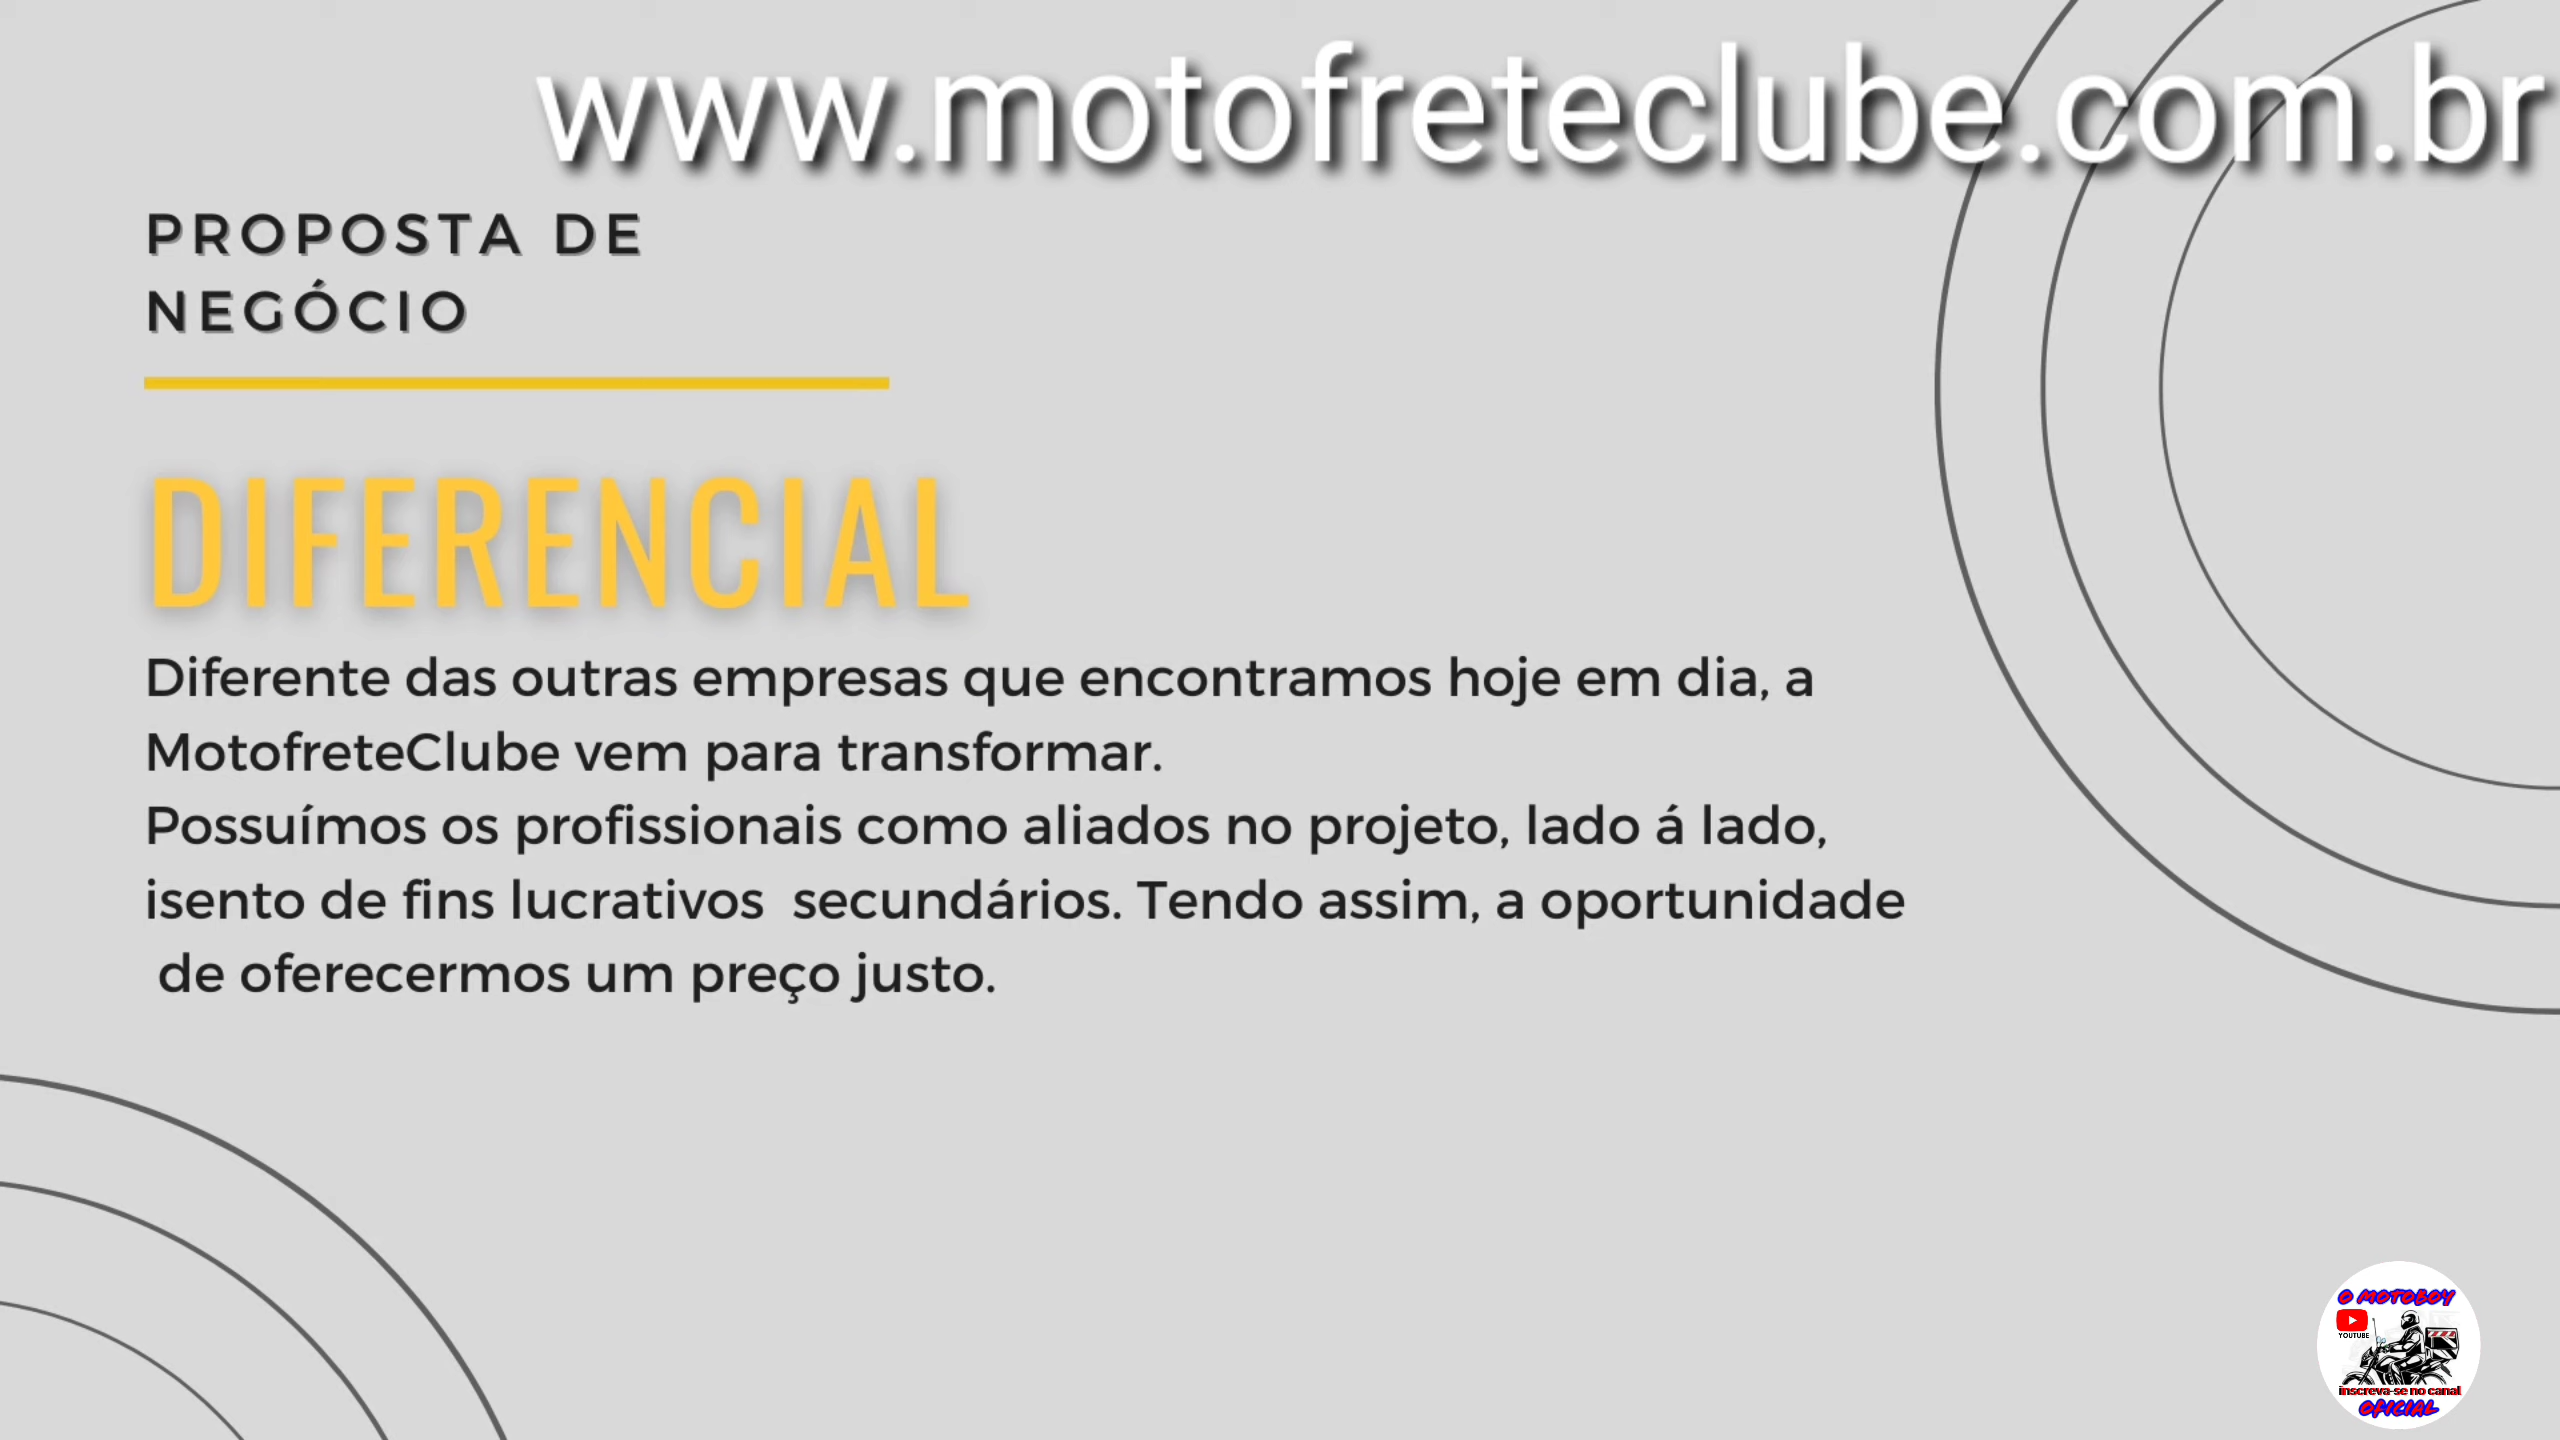 www.motofreteclube.com.br
PROPOSTA DE
NEGÓCIO
DIFERENCIAL
Diferente das outras empresas que encontramos hoje em dia, a
MotofreteClube vem para transformar.
Possuímos os profissionais como aliados no projeto, lado á lado,
isento de fins lucrativos  secundários. Tendo assim, a oportunidade
de oferecermos um preço justo.
O MOTOBOY
YOUTUBE
inscreva-se no canal
OFICIAL